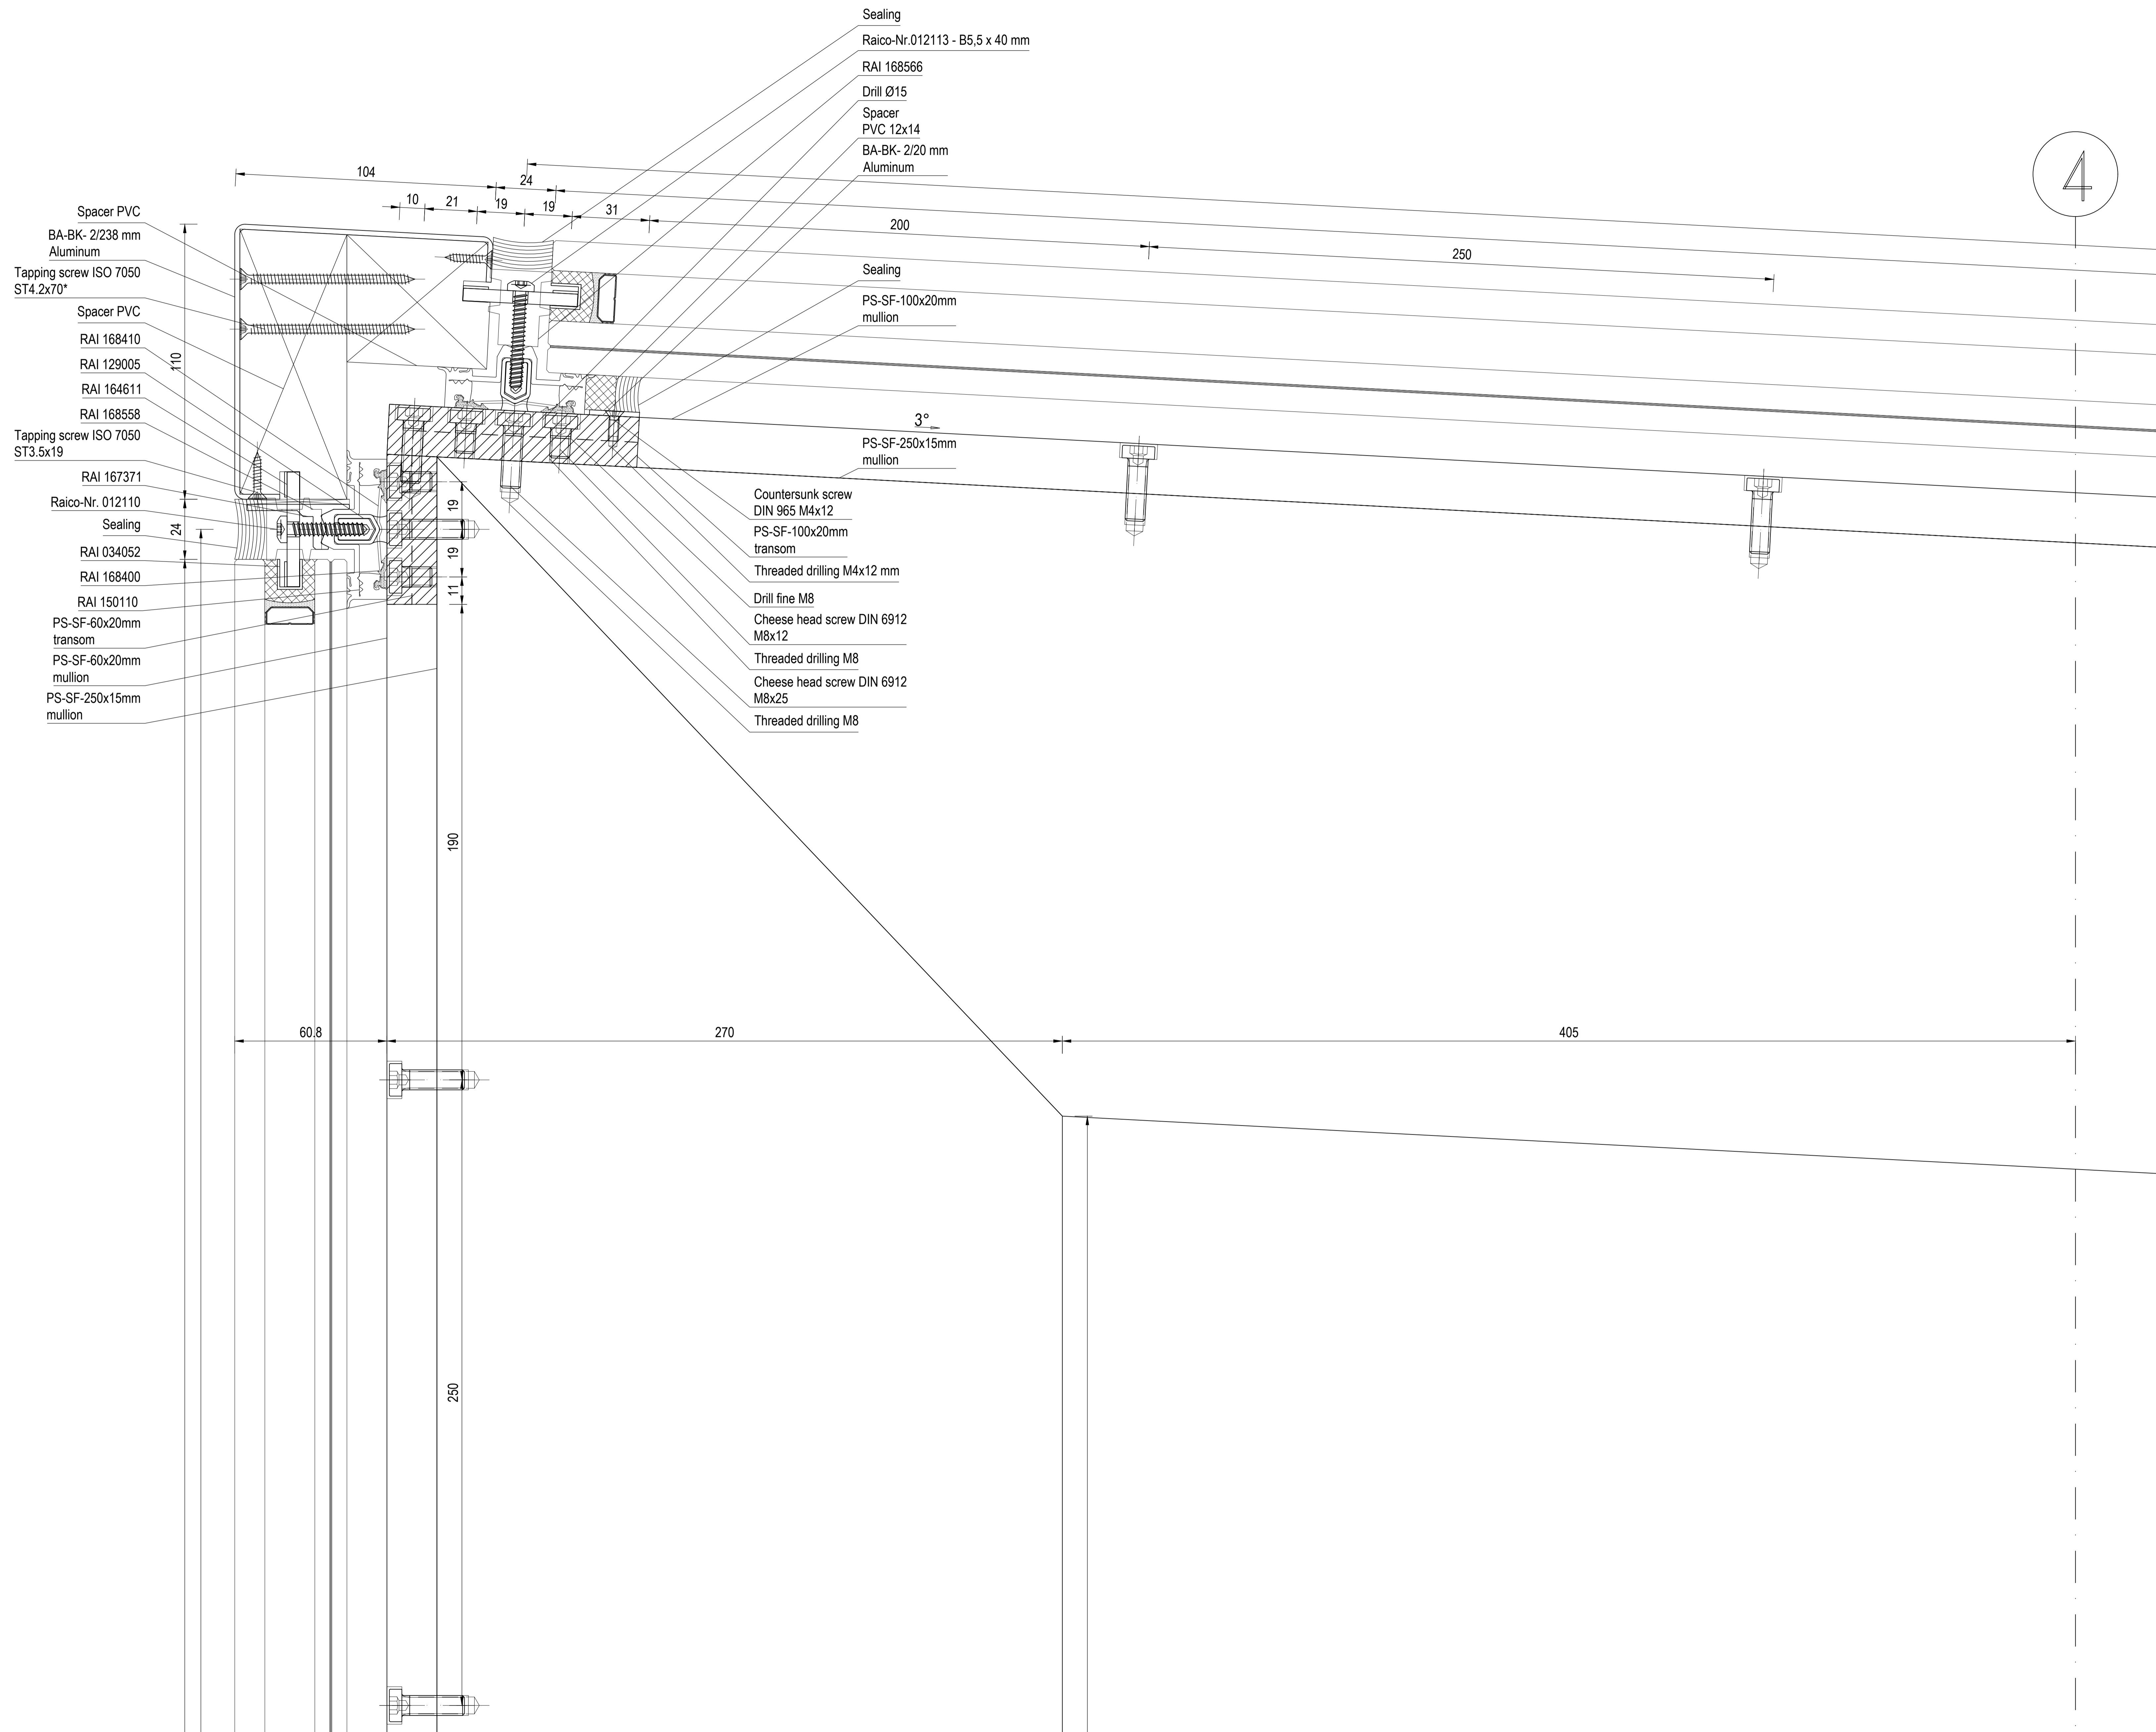 Sealing
Raico-Nr.012113 - B5,5 x 40 mm
RAI 168566
Drill Ø15
Spacer
PVC 12x14
BA-BK- 2/20 mm
Aluminum
4
104
24
10
21
19
19
31
200
250
Spacer PVC
BA-BK- 2/238 mm
Aluminum
Tapping screw ISO 7050
ST4.2x70*
Spacer PVC
RAI 168410
RAI 129005
RAI 164611
RAI 168558
Tapping screw ISO 7050
ST3.5x19
RAI 167371
Raico-Nr. 012110
Sealing
RAI 034052
RAI 168400
RAI 150110
PS-SF-60x20mm
transom
PS-SF-60x20mm
mullion
PS-SF-250x15mm
mullion
110
24
Sealing
PS-SF-100x20mm
mullion
3°
PS-SF-250x15mm
mullion
Countersunk screw
DIN 965 M4x12
PS-SF-100x20mm
transom
Threaded drilling M4x12 mm
Drill fine M8
Cheese head screw DIN 6912
M8x12
Threaded drilling M8
Cheese head screw DIN 6912
M8x25
Threaded drilling M8
19
19
11
190
60.8
270
405
250